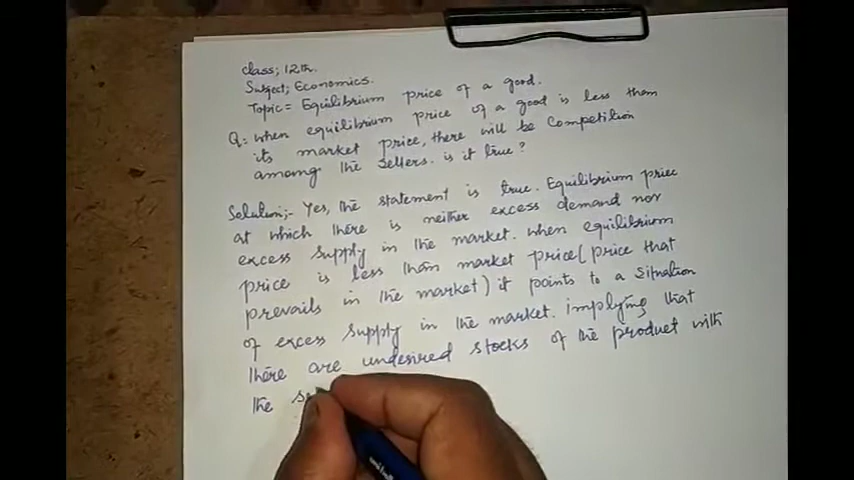 Class; 12th.
Subject; Economics.
Topic = Equilibrium price of a good.
Q:- When equilibrium price of a good is less than
its market price, there will be competition
among the sellers. is it true?
Solution;- Yes, the statement is true. Equilibrium price
at which there is neither excess demand nor
excess supply in the market. when equilibrium
price is less than market price (price that
prevails in the market) it points to a situation
of excess supply in the market. implying that
there are undesired stocks of the product with
the